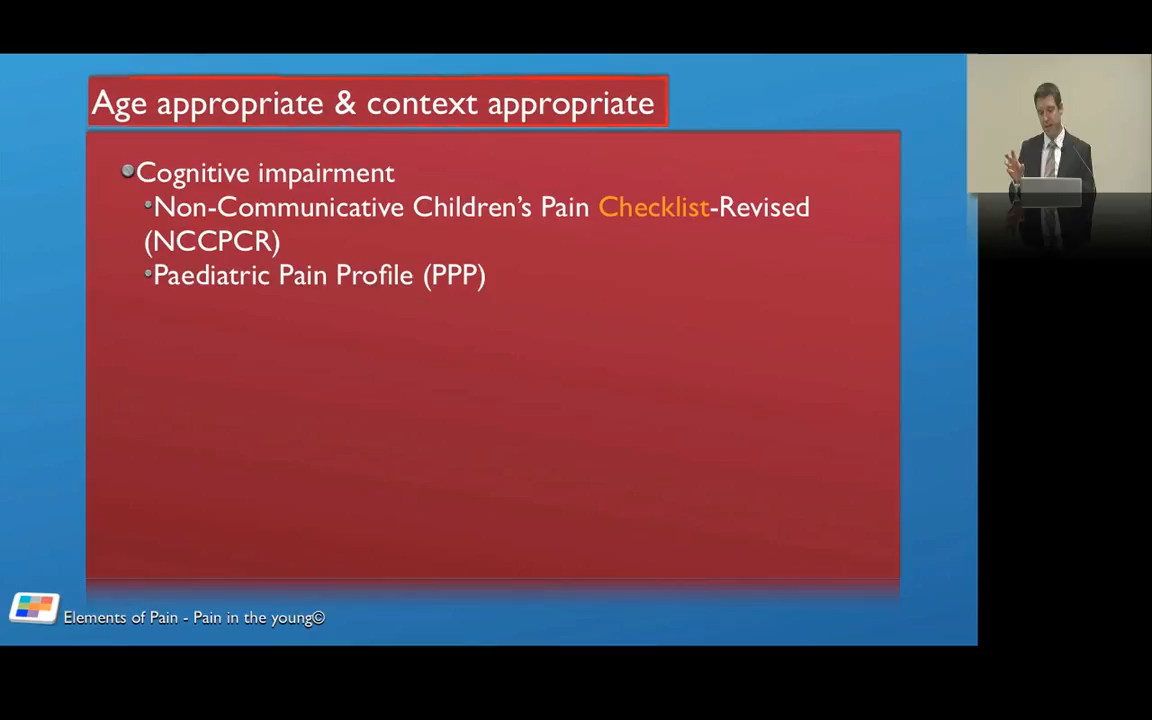 Age appropriate & context appropriate
Cognitive impairment
Non-Communicative Children’s Pain Checklist-Revised
(NCCPCR)
Paediatric Pain Profile (PPP)
Elements of Pain - Pain in the young©